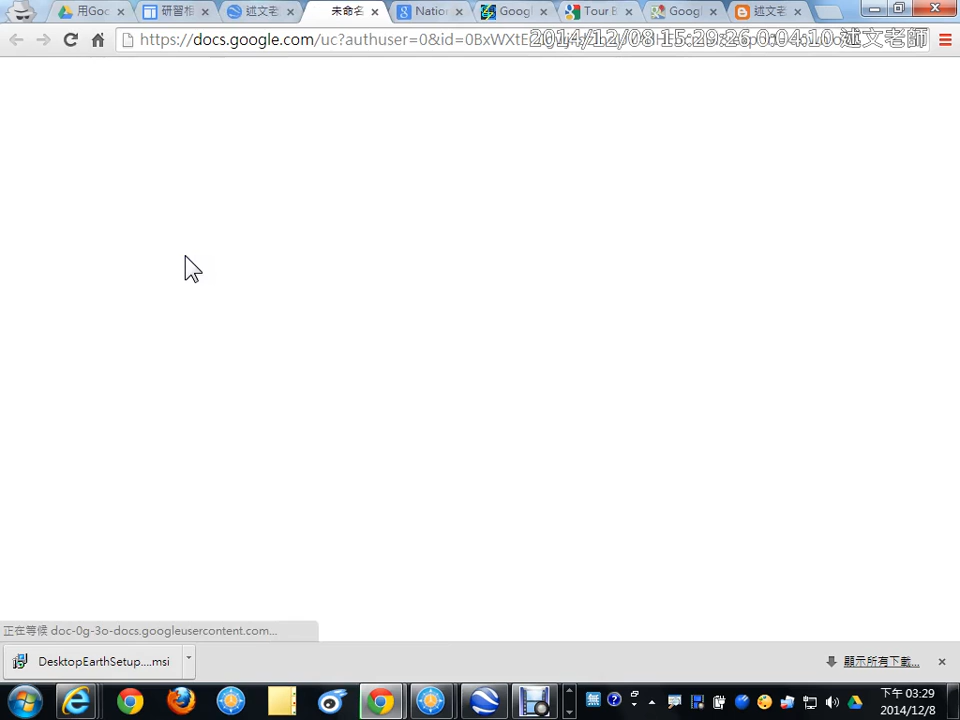 用Goc
研習相
述文老
未命名
Nation
Googl
Tour B
Googl
述文老
https://docs.google.com/uc?authuser=0&id=0BxWXtE
2014/12/08 15:29:26 0:04:10 述文老師
正在等候 doc-0g-3o-docs.googleusercontent.com...
DesktopEarthSetup....msi
顯示所有下載...
下午 03:29
2014/12/8